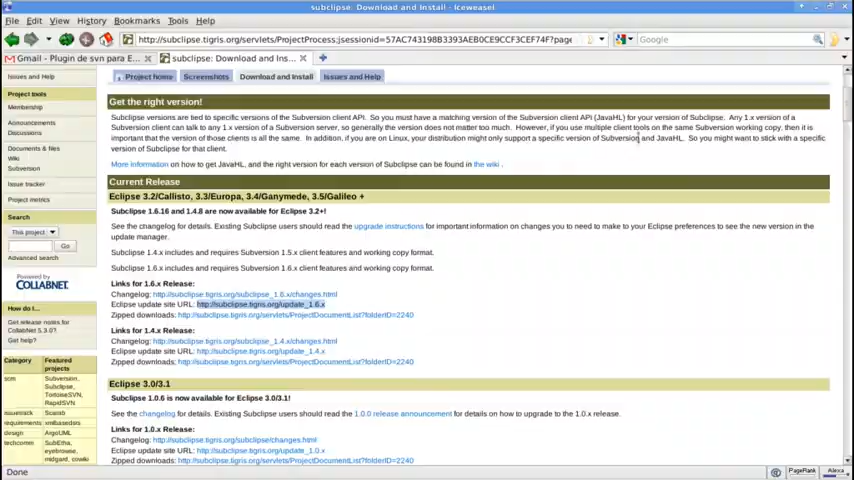 subclipse: Download and Install - Iceweasel
File Edit View History Bookmarks Tools Help
http://subclipse.tigris.org/servlets/ProjectProcess;jsessionid=57AC743198B3393AEB0CE9CCF3CEF74F?page
Google
Gmail - Plugin de svn para E...
subclipse: Download and Ins...
Issues and Help
Project tools
Membership
Announcements
Discussions
Documents & files
Wiki
Subversion
Issue tracker
Project metrics
Search
This project
Go
Advanced search
Powered by
COLLABNET
How do I...
Get release notes for
CollabNet 5.3.0?
Get help?
Category Featured projects
scm Subversion, Subclipse, TortoiseSVN, RapidSVN
issuetrack Scarab
requirements xmlbasedsrs
design ArgoUML
techcomm SubEtha, eyebrowse, midgard, cowiki
Project home Screenshots Download and Install Issues and Help
Get the right version!
Subclipse versions are tied to specific versions of the Subversion client API. So you must have a matching version of the Subversion client API (JavaHL) for your version of Subclipse. Any 1.x version of a
Subversion client can talk to any 1.x version of a Subversion server, so generally the version does not matter too much. However, if you use multiple client tools on the same Subversion working copy, then it is
important that the version of those clients is all the same. In addition, if you are on Linux, your distribution might only support a specific version of Subversion and JavaHL. So you might want to stick with a specific
version of Subclipse for that client.
More information on how to get JavaHL, and the right version for each version of Subclipse can be found in the wiki .
Current Release
Eclipse 3.2/Callisto, 3.3/Europa, 3.4/Ganymede, 3.5/Galileo +
Subclipse 1.6.16 and 1.4.8 are now available for Eclipse 3.2+!
See the changelog for details. Existing Subclipse users should read the upgrade instructions for important information on changes you need to make to your Eclipse preferences to see the new version in the
update manager.
Subclipse 1.4.x includes and requires Subversion 1.5.x client features and working copy format.
Subclipse 1.6.x includes and requires Subversion 1.6.x client features and working copy format.
Links for 1.6.x Release:
Changelog: http://subclipse.tigris.org/subclipse_1.6.x/changes.html
Eclipse update site URL: http://subclipse.tigris.org/update_1.6.x
Zipped downloads: http://subclipse.tigris.org/servlets/ProjectDocumentList?folderID=2240
Links for 1.4.x Release:
Changelog: http://subclipse.tigris.org/subclipse_1.4.x/changes.html
Eclipse update site URL: http://subclipse.tigris.org/update_1.4.x
Zipped downloads: http://subclipse.tigris.org/servlets/ProjectDocumentList?folderID=2240
Eclipse 3.0/3.1
Subclipse 1.0.6 is now available for Eclipse 3.0/3.1!
See the changelog for details. Existing Subclipse users should read the 1.0.0 release announcement for details on how to upgrade to the 1.0.x release.
Links for 1.0.x Release:
Changelog: http://subclipse.tigris.org/subclipse/changes.html
Eclipse update site URL: http://subclipse.tigris.org/update_1.0.x
Zipped downloads: http://subclipse.tigris.org/servlets/ProjectDocumentList?folderID=2240
Done
PageRank
Alexa